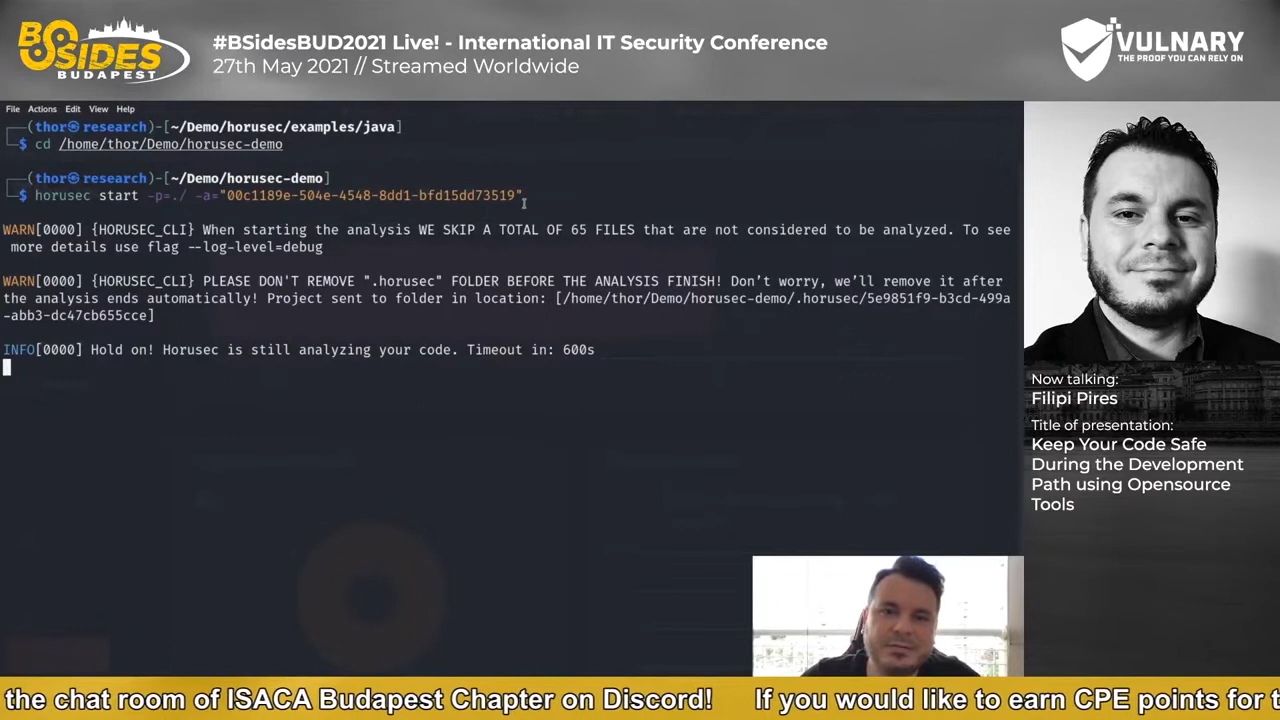 BSIDES
BUDAPEST
#BSidesBUD2021 Live! - International IT Security Conference
27th May 2021 // Streamed Worldwide
VULNARY
THE PROOF YOU CAN RELY ON
File Actions Edit View Help
(thor㉿research)-[~/Demo/horusec/examples/java]
$ cd /home/thor/Demo/horusec-demo
(thor㉿research)-[~/Demo/horusec-demo]
$ horusec start -p=./ -a="00c1189e-504e-4548-8dd1-bfd15dd73519"
WARN[0000] {HORUSEC_CLI} When starting the analysis WE SKIP A TOTAL OF 65 FILES that are not considered to be analyzed. To see
more details use flag --log-level=debug
WARN[0000] {HORUSEC_CLI} PLEASE DON'T REMOVE ".horusec" FOLDER BEFORE THE ANALYSIS FINISH! Don’t worry, we’ll remove it after
the analysis ends automatically! Project sent to folder in location: [/home/thor/Demo/horusec-demo/.horusec/5e9851f9-b3cd-499a
-abb3-dc47cb655cce]
INFO[0000] Hold on! Horusec is still analyzing your code. Timeout in: 600s
Now talking:
Filipi Pires
Title of presentation:
Keep Your Code Safe
During the Development
Path using Opensource
Tools
the chat room of ISACA Budapest Chapter on Discord! If you would like to earn CPE points for t